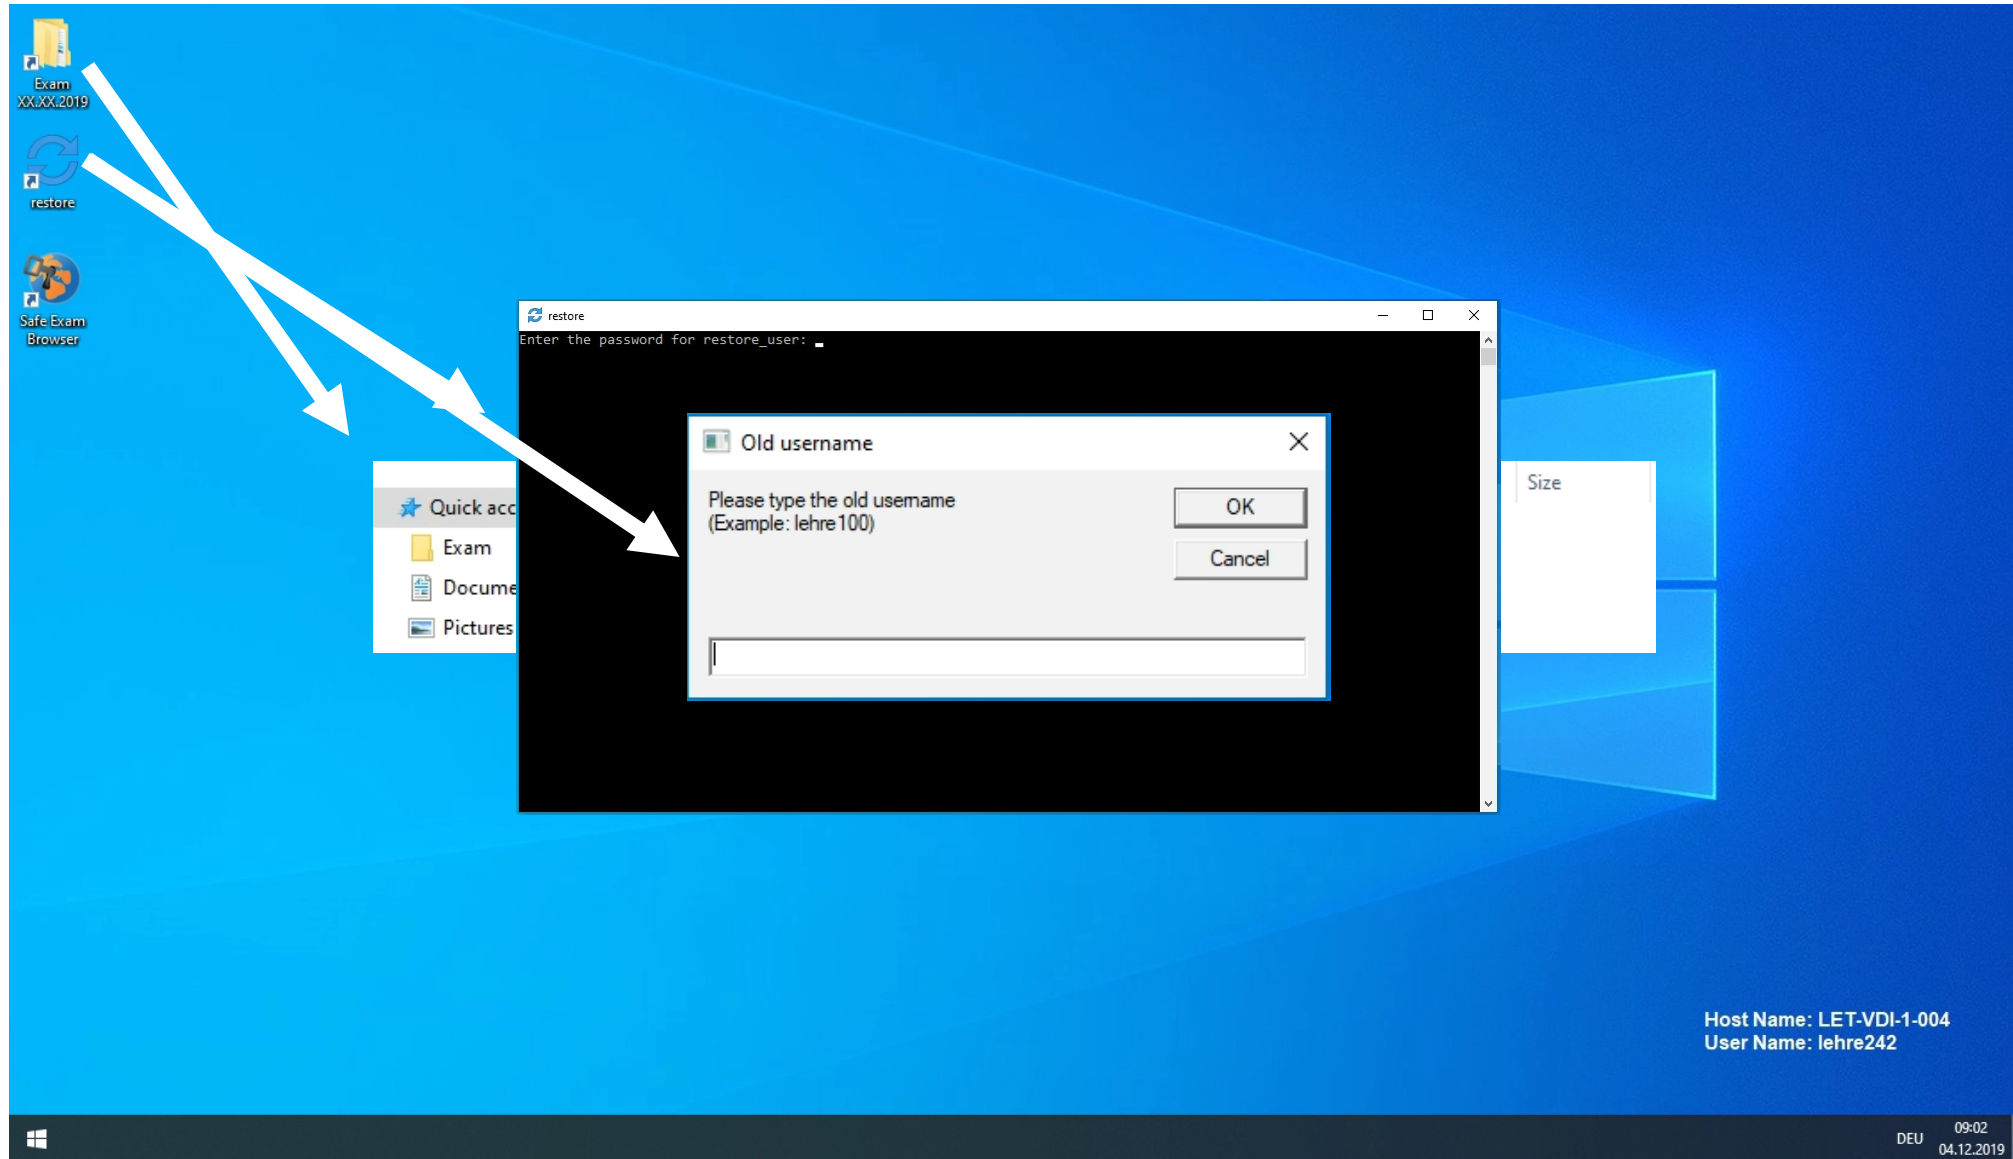 Exam
XX.XX.2019
restore
Safe Exam
Browser
restore
Enter the password for restore_user:
Old username
Please type the old username
(Example: lehre100)
OK
Cancel
Quick acc
Exam
Docume
Pictures
Size
Host Name: LET-VDI-1-004
User Name: lehre242
DEU
09:02
04.12.2019